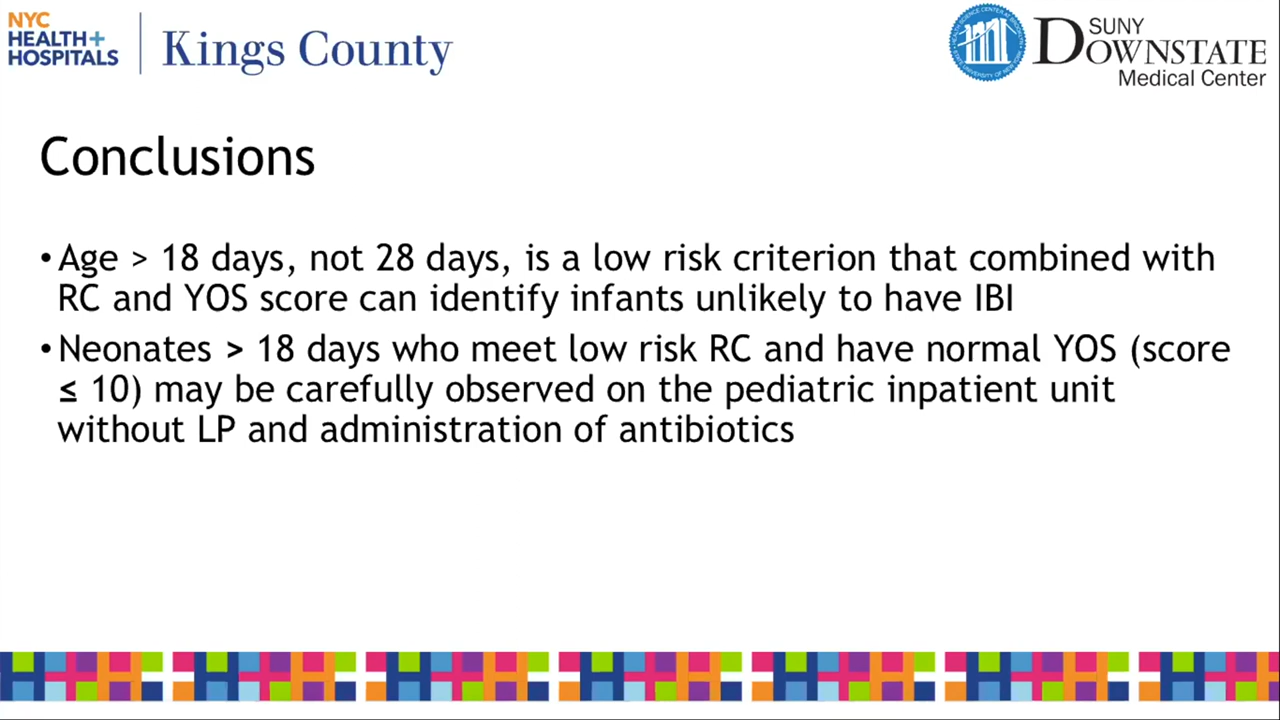 NYC
HEALTH+
HOSPITALS
Kings County
SUNY
DOWNSTATE
Medical Center
Conclusions
• Age > 18 days, not 28 days, is a low risk criterion that combined with
RC and YOS score can identify infants unlikely to have IBI
• Neonates > 18 days who meet low risk RC and have normal YOS (score
≤ 10) may be carefully observed on the pediatric inpatient unit
without LP and administration of antibiotics